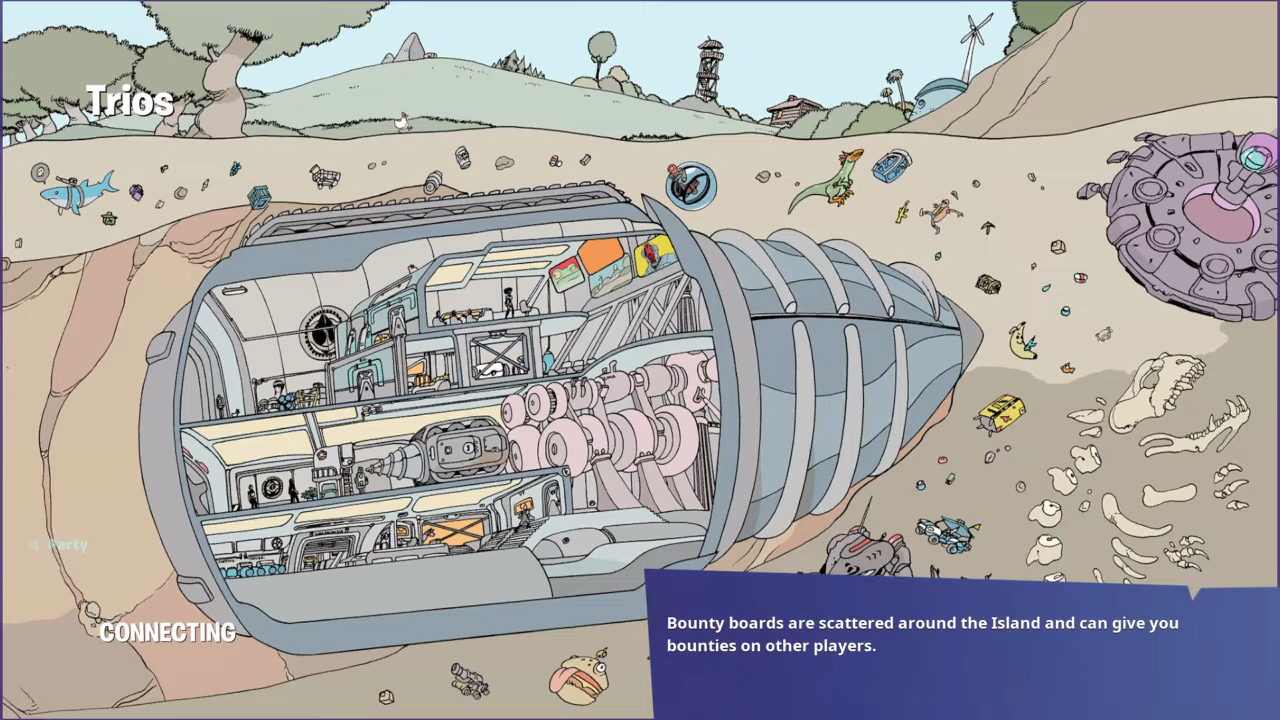 Trios
Party
CONNECTING
Bounty boards are scattered around the Island and can give you
bounties on other players.